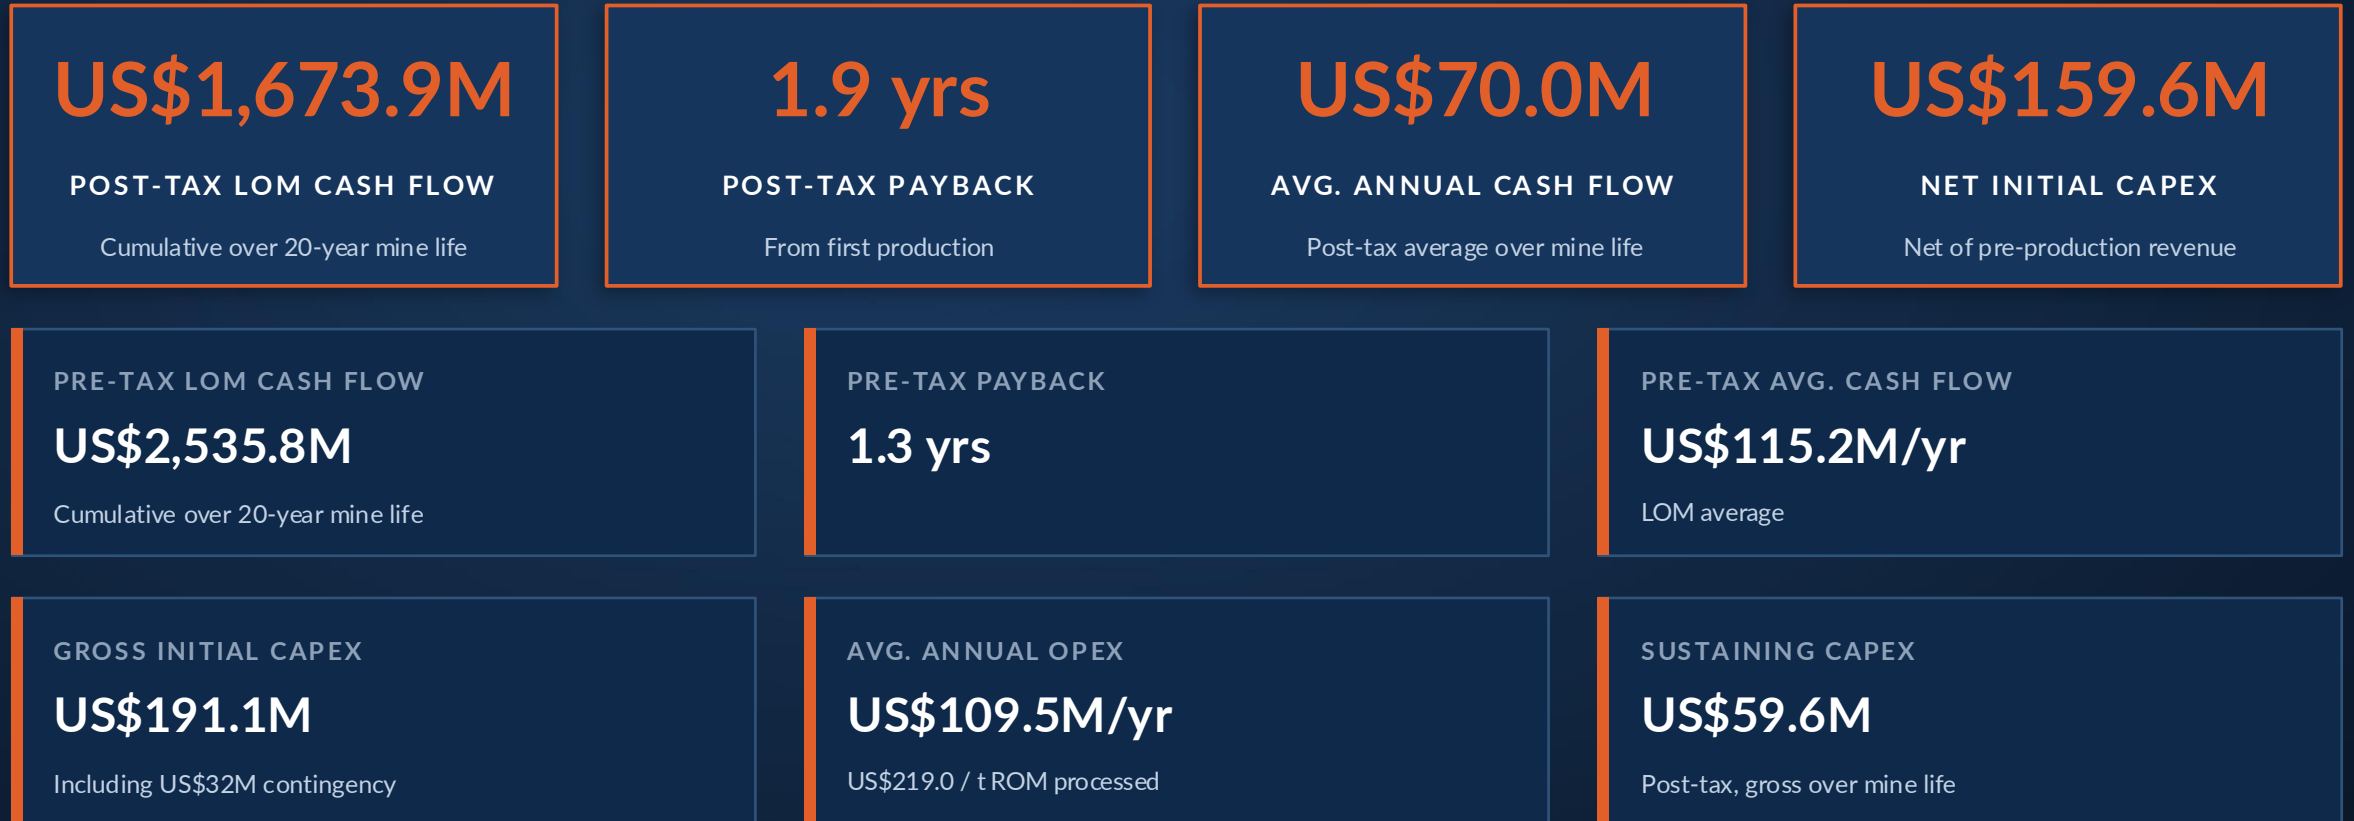 US$1,673.9M
POST-TAX LOM CASH FLOW
Cumulative over 20-year mine life
1.9 yrs
POST-TAX PAYBACK
From first production
US$70.0M
AVG. ANNUAL CASH FLOW
Post-tax average over mine life
US$159.6M
NET INITIAL CAPEX
Net of pre-production revenue
PRE-TAX LOM CASH FLOW
US$2,535.8M
Cumulative over 20-year mine life
PRE-TAX PAYBACK
1.3 yrs
PRE-TAX AVG. CASH FLOW
US$115.2M/yr
LOM average
GROSS INITIAL CAPEX
US$191.1M
Including US$32M contingency
AVG. ANNUAL OPEX
US$109.5M/yr
US$219.0 / t ROM processed
SUSTAINING CAPEX
US$59.6M
Post-tax, gross over mine life